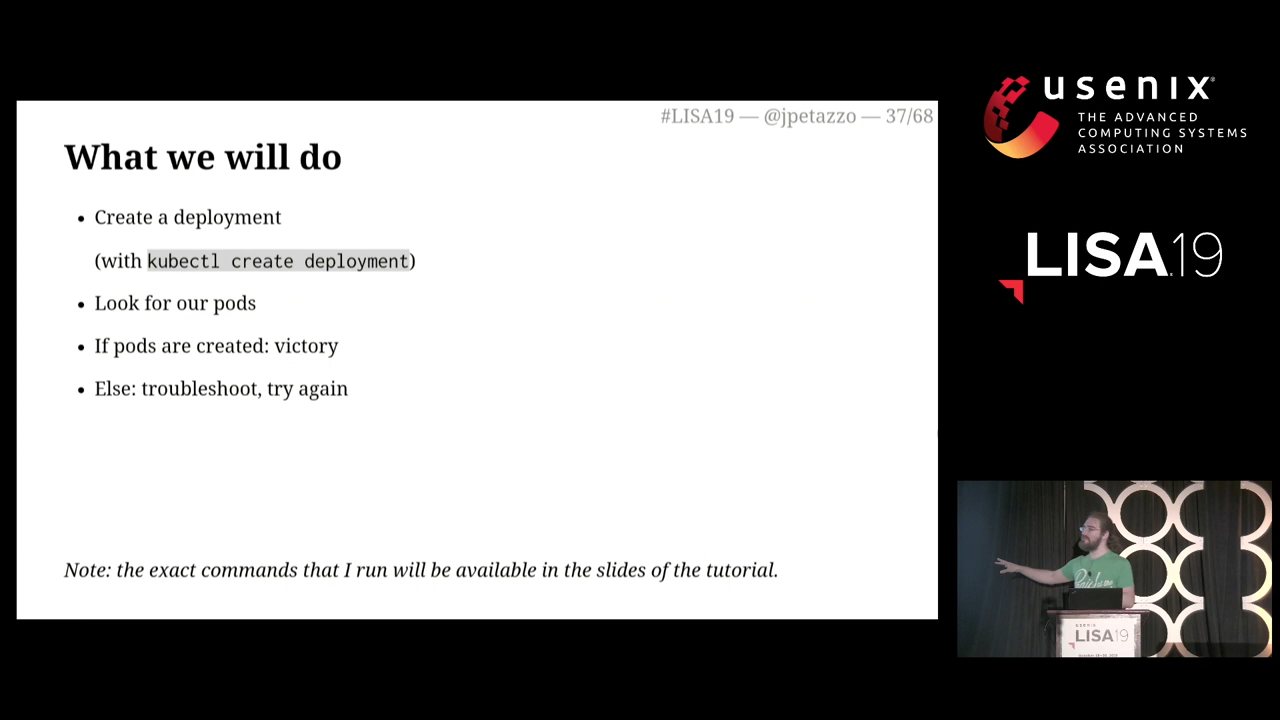 #LISA19 — @jpetazzo — 37/68
What we will do
Create a deployment
(with kubectl create deployment)
Look for our pods
If pods are created: victory
Else: troubleshoot, try again
Note: the exact commands that I run will be available in the slides of the tutorial.
usenix
THE ADVANCED
COMPUTING SYSTEMS
ASSOCIATION
LISA19
usenix
LISA19